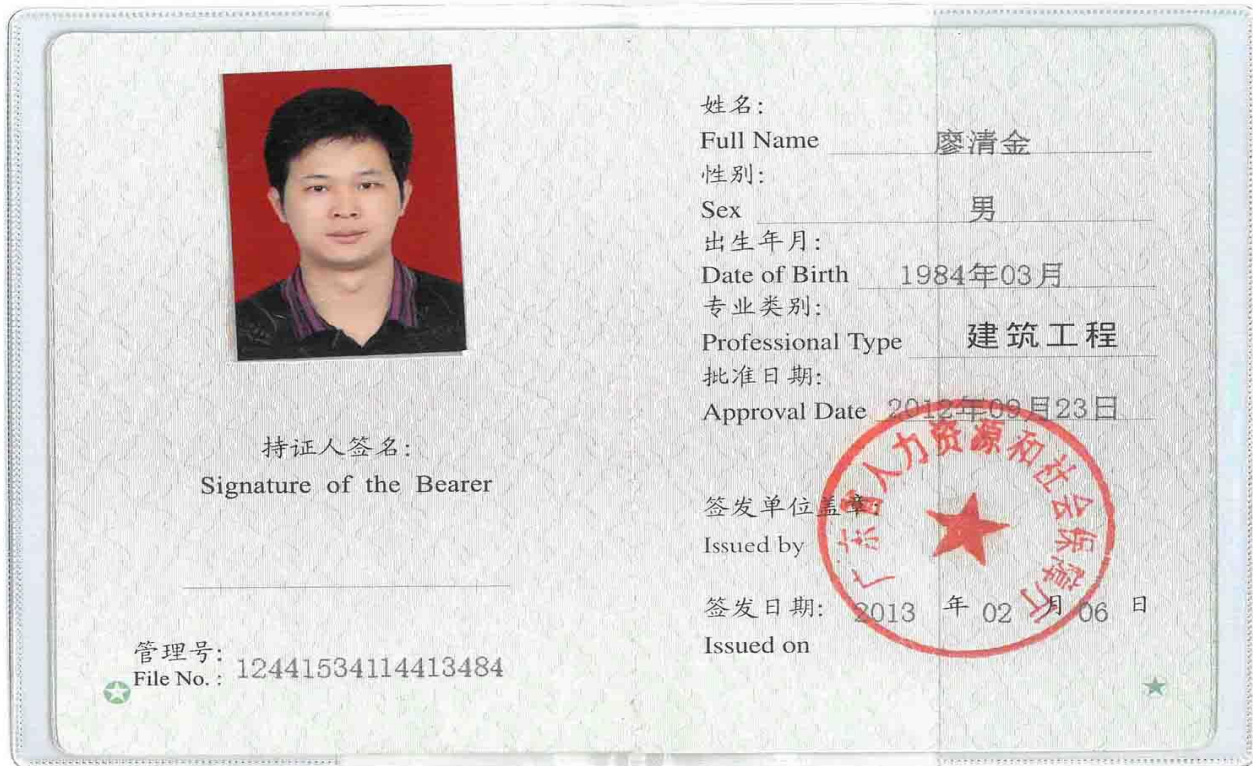 持证人签名:
Signature of the Bearer
管理号:
File No. : 12441534114413484
姓名:
Full Name 廖清金
性别:
Sex 男
出生年月:
Date of Birth 1984年03月
专业类别:
Professional Type 建筑工程
批准日期:
Approval Date 2012年09月23日
广东省人力资源和社会保障厅
签发单位盖章:
Issued by
签发日期: 2013 年 02 月 06 日
Issued on